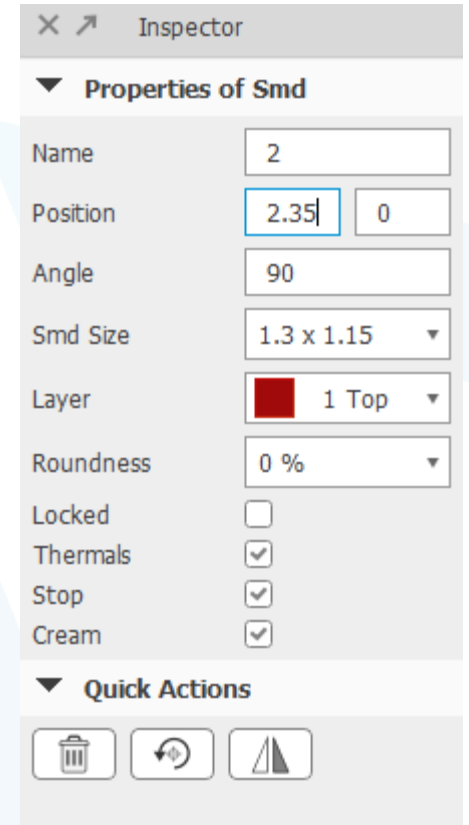 Inspector
Properties of Smd
Name 2
Position 2.35 0
Angle 90
Smd Size 1.3 x 1.15
Layer 1 Top
Roundness 0 %
Locked
Thermals
Stop
Cream
Quick Actions